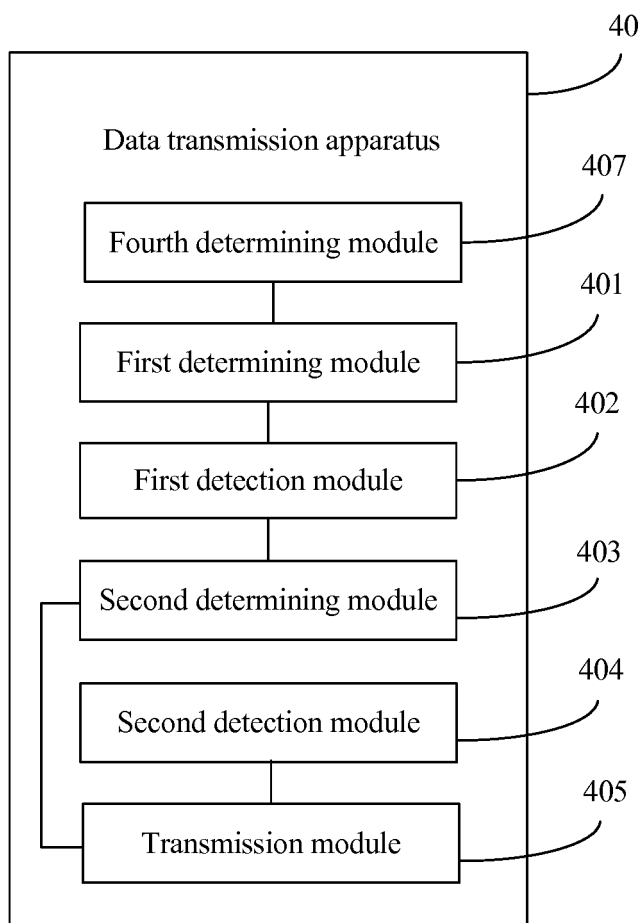 40
Data transmission apparatus
407
Fourth determining module
401
First determining module
402
First detection module
403
Second determining module
404
Second detection module
405
Transmission module